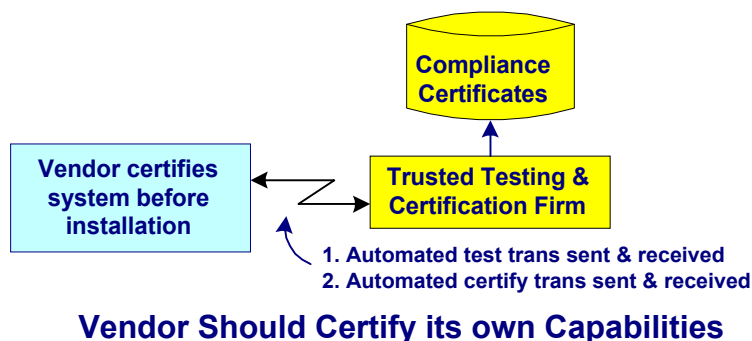 Compliance
Certificates
Vendor certifies
system before
installation
Trusted Testing &
Certification Firm
1. Automated test trans sent & received
2. Automated certify trans sent & received
Vendor Should Certify its own Capabilities